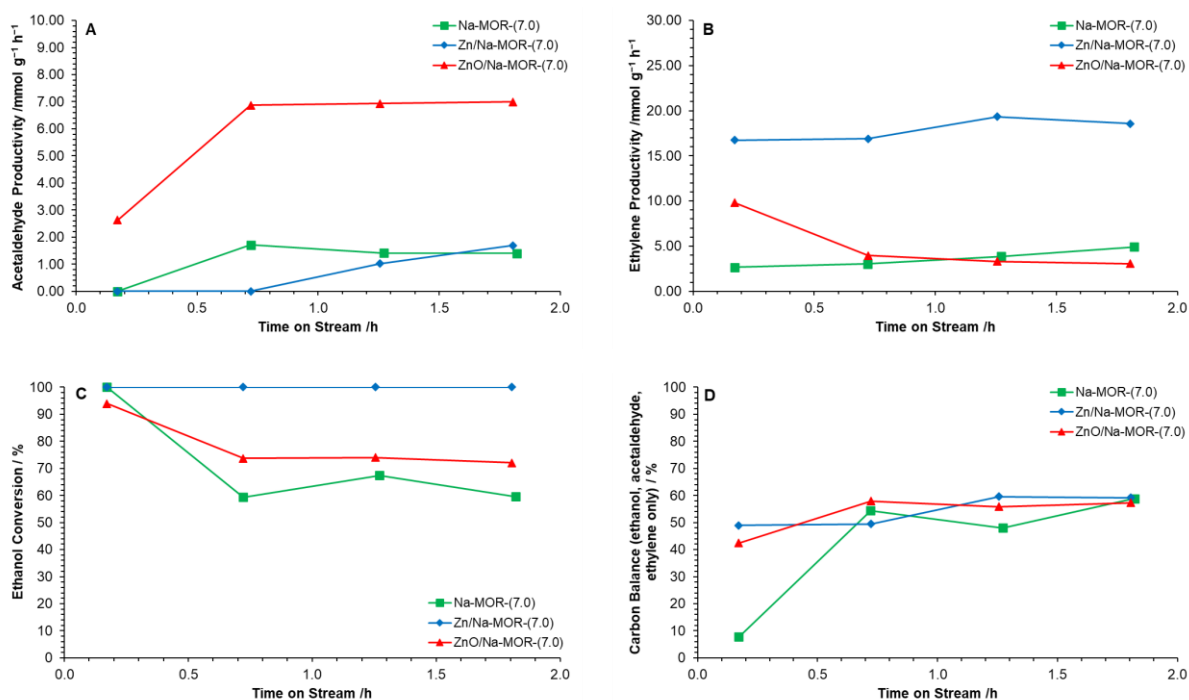 A
Acetaldehyde Productivity /mmol g⁻¹ h⁻¹
10.00
9.00
8.00
7.00
6.00
5.00
4.00
3.00
2.00
1.00
0.00
0.0 0.5 1.0 1.5 2.0
Time on Stream /h
Na-MOR-(7.0)
Zn/Na-MOR-(7.0)
ZnO/Na-MOR-(7.0)
B
Ethylene Productivity /mmol g⁻¹ h⁻¹
30.00
25.00
20.00
15.00
10.00
5.00
0.00
0.0 0.5 1.0 1.5 2.0
Time on Stream /h
Na-MOR-(7.0)
Zn/Na-MOR-(7.0)
ZnO/Na-MOR-(7.0)
C
Ethanol Conversion / %
100
90
80
70
60
50
40
30
20
10
0
0.0 0.5 1.0 1.5 2.0
Time on Stream /h
Na-MOR-(7.0)
Zn/Na-MOR-(7.0)
ZnO/Na-MOR-(7.0)
D
Carbon Balance (ethanol, acetaldehyde,
ethylene only) / %
100
90
80
70
60
50
40
30
20
10
0
0.0 0.5 1.0 1.5 2.0
Time on Stream /h
Na-MOR-(7.0)
Zn/Na-MOR-(7.0)
ZnO/Na-MOR-(7.0)